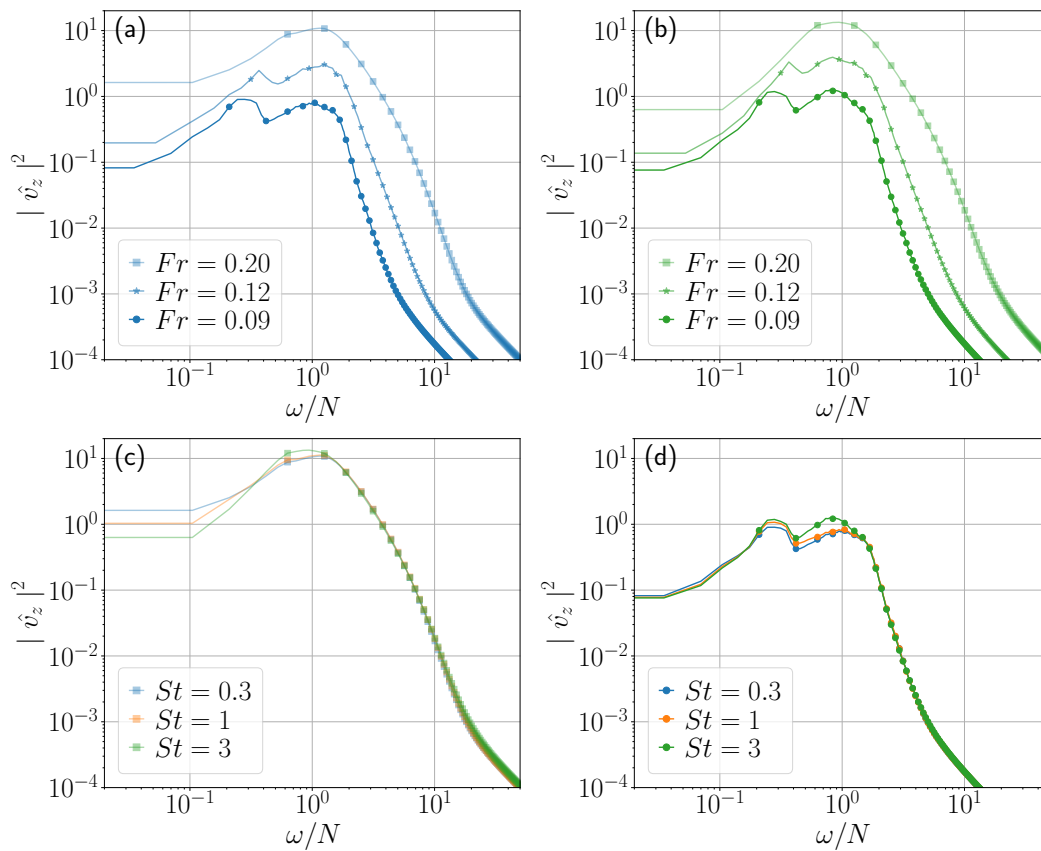 (a)
10^1
10^0
10^{-1}
10^{-2}
10^{-3}
10^{-4}
| v̂_z |^2
Fr = 0.20
Fr = 0.12
Fr = 0.09
10^{-1} 10^0 10^1
ω/N
(b)
10^1
10^0
10^{-1}
10^{-2}
10^{-3}
10^{-4}
| v̂_z |^2
Fr = 0.20
Fr = 0.12
Fr = 0.09
10^{-1} 10^0 10^1
ω/N
(c)
10^1
10^0
10^{-1}
10^{-2}
10^{-3}
10^{-4}
| v̂_z |^2
St = 0.3
St = 1
St = 3
10^{-1} 10^0 10^1
ω/N
(d)
10^1
10^0
10^{-1}
10^{-2}
10^{-3}
10^{-4}
| v̂_z |^2
St = 0.3
St = 1
St = 3
10^{-1} 10^0 10^1
ω/N